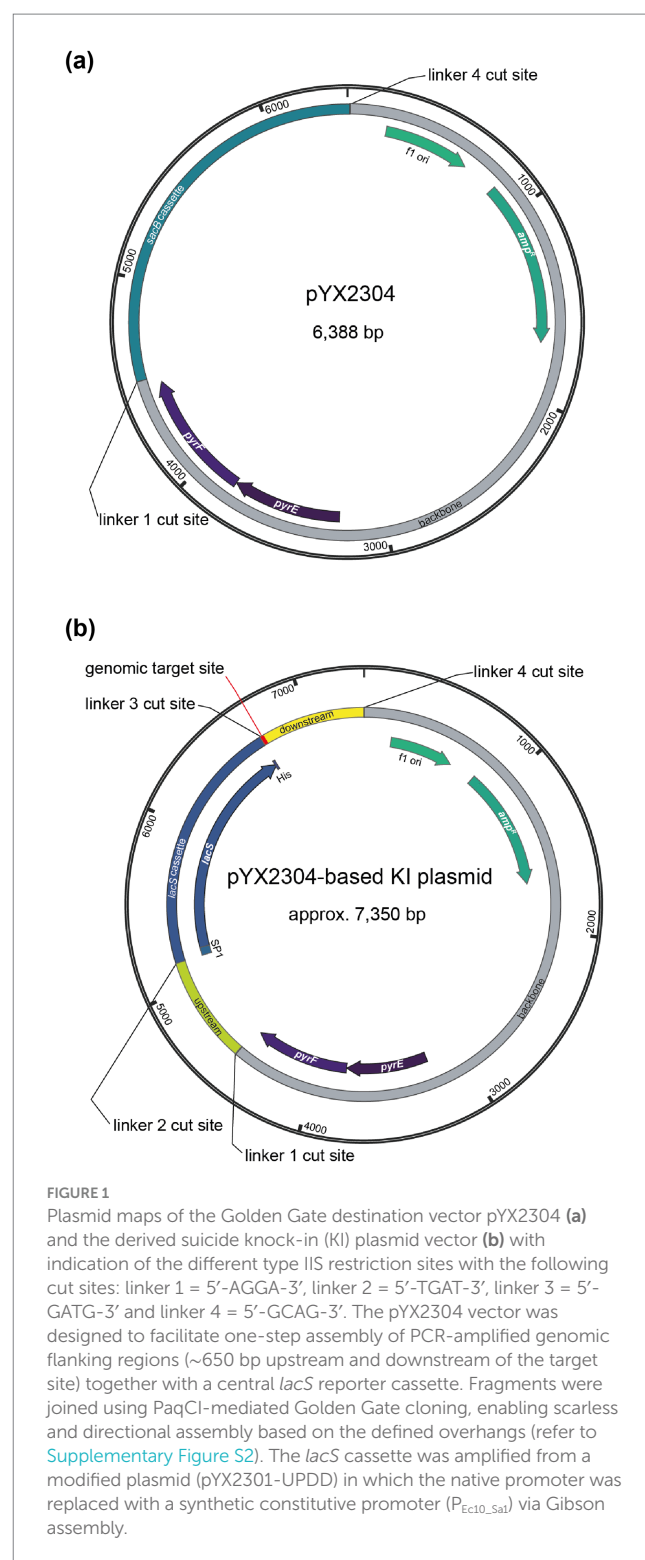 (a)
linker 4 cut site
6000
f1 ori
1000
sacB cassette
ampR
5000
pYX2304
6,388 bp
2000
pyrF
4000
pyrE
linker 1 cut site
backbone
3000
(b)
genomic target site
7000
linker 4 cut site
linker 3 cut site
downstream
f1 ori
1000
His
6000
lacS
ampR
lacS cassette
pYX2304-based KI plasmid
approx. 7,350 bp
2000
SP1
upstream
backbone
5000
pyrF
pyrE
3000
linker 2 cut site
4000
linker 1 cut site
FIGURE 1
Plasmid maps of the Golden Gate destination vector pYX2304 (a)
and the derived suicide knock-in (KI) plasmid vector (b) with
indication of the different type IIS restriction sites with the following
cut sites: linker 1 = 5′-AGGA-3′, linker 2 = 5′-TGAT-3′, linker 3 = 5′-
GATG-3′ and linker 4 = 5′-GCAG-3′. The pYX2304 vector was
designed to facilitate one-step assembly of PCR-amplified genomic
flanking regions (~650 bp upstream and downstream of the target
site) together with a central lacS reporter cassette. Fragments were
joined using PaqCI-mediated Golden Gate cloning, enabling scarless
and directional assembly based on the defined overhangs (refer to
Supplementary Figure S2). The lacS cassette was amplified from a
modified plasmid (pYX2301-UPDD) in which the native promoter was
replaced with a synthetic constitutive promoter (PEc10_Sa1) via Gibson
assembly.